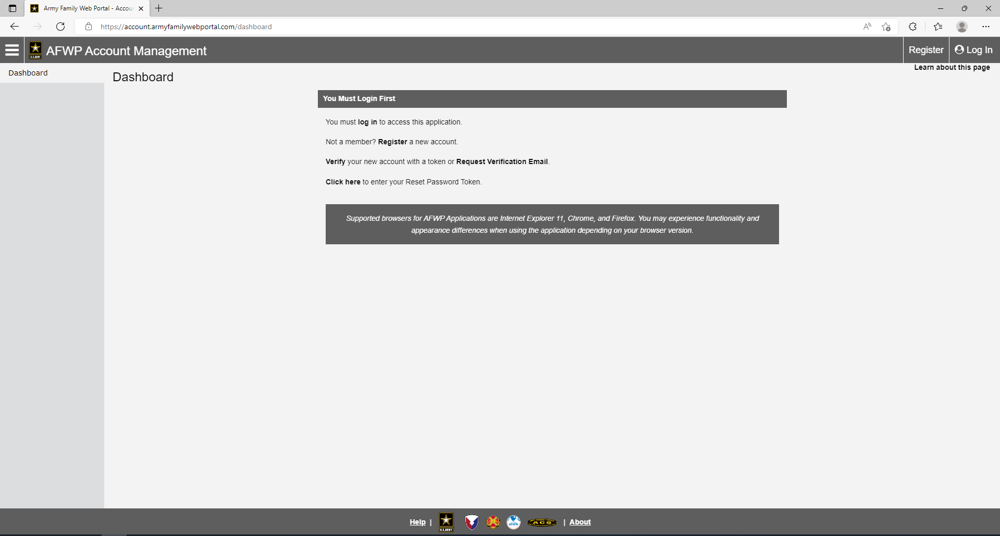 Army Family Web Portal - Accou
https://account.armyfamilywebportal.com/dashboard
AFWP Account Management
Register
Log In
Dashboard
Dashboard
Learn about this page
You Must Login First
You must log in to access this application.
Not a member? Register a new account.
Verify your new account with a token or Request Verification Email.
Click here to enter your Reset Password Token.
Supported browsers for AFWP Applications are Internet Explorer 11, Chrome, and Firefox. You may experience functionality and
appearance differences when using the application depending on your browser version.
Help | U.S.ARMY MWR ACS | About